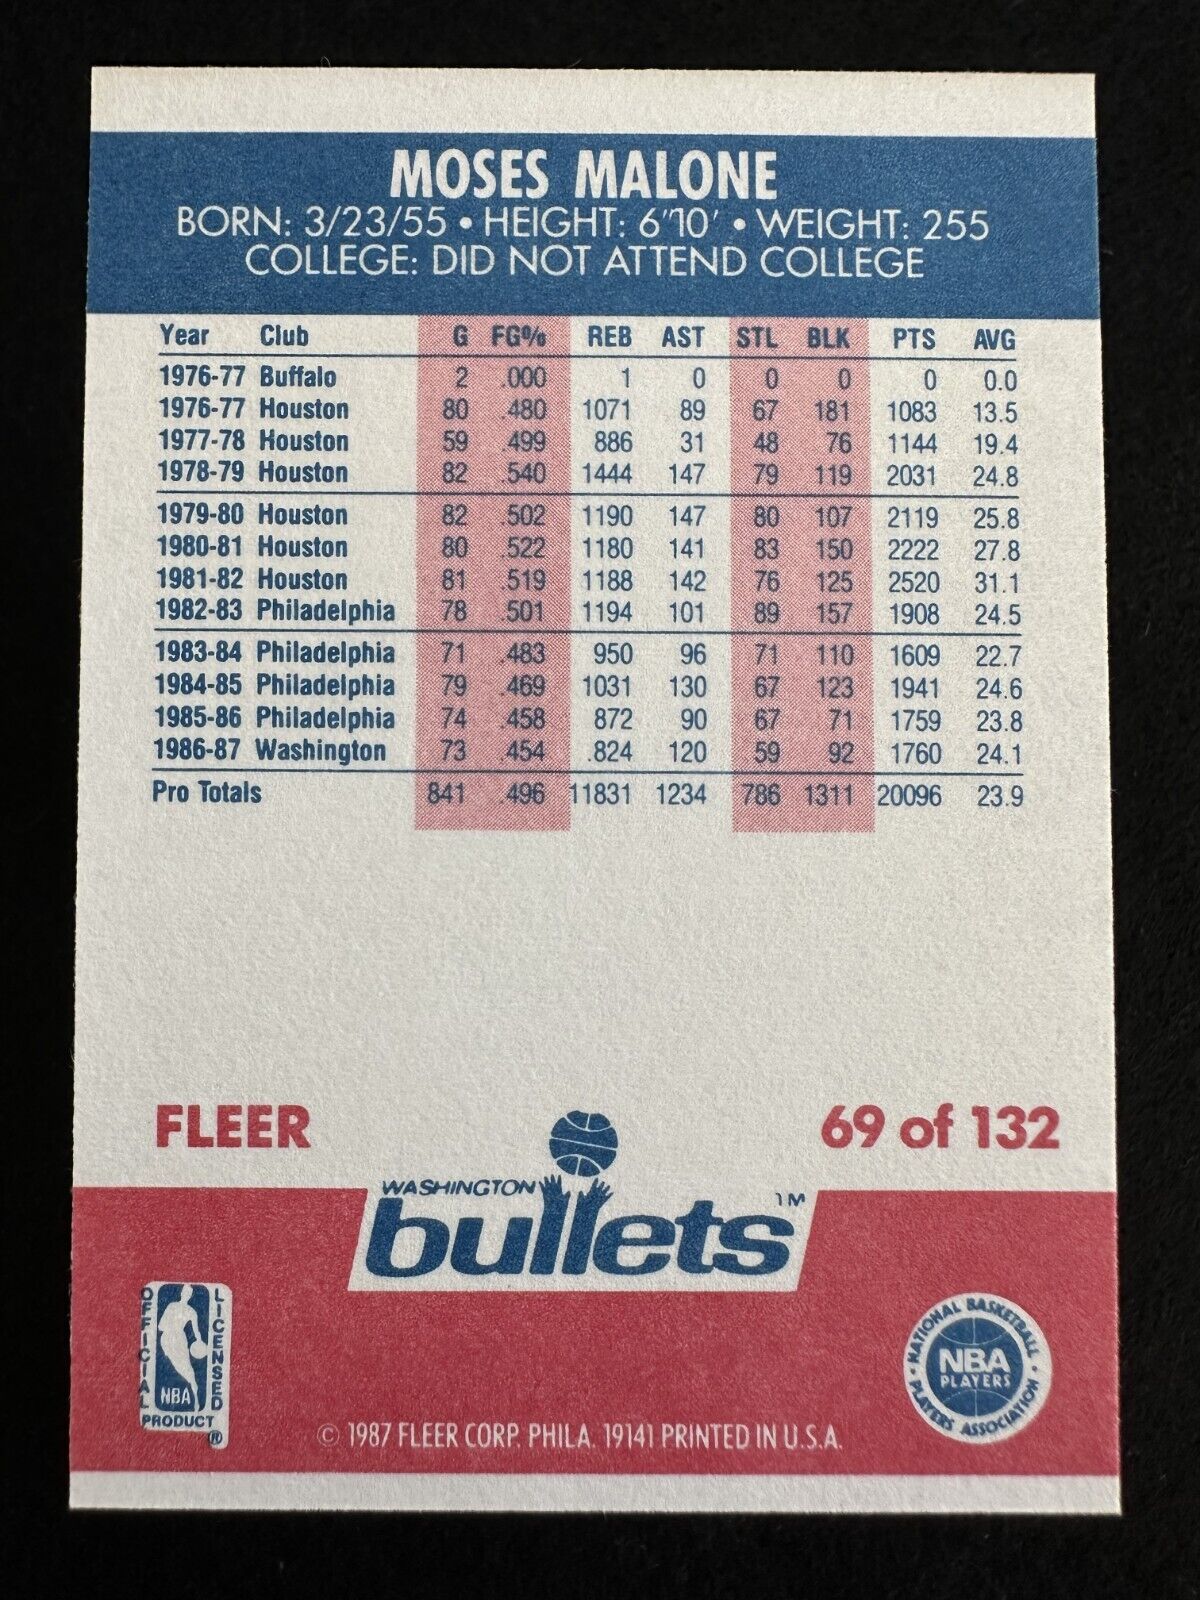 MOSES MALONE
BORN: 3/23/55 • HEIGHT: 6'10' • WEIGHT: 255
COLLEGE: DID NOT ATTEND COLLEGE
Year Club G FG% REB AST STL BLK PTS AVG
1976-77 Buffalo 2 .000 1 0 0 0 0 0.0
1976-77 Houston 80 .480 1071 89 67 181 1083 13.5
1977-78 Houston 59 .499 886 31 48 76 1144 19.4
1978-79 Houston 82 .540 1444 147 79 119 2031 24.8
1979-80 Houston 82 .502 1190 147 80 107 2119 25.8
1980-81 Houston 80 .522 1180 141 83 150 2222 27.8
1981-82 Houston 81 .519 1188 142 76 125 2520 31.1
1982-83 Philadelphia 78 .501 1194 101 89 157 1908 24.5
1983-84 Philadelphia 71 .483 950 96 71 110 1609 22.7
1984-85 Philadelphia 79 .469 1031 130 67 123 1941 24.6
1985-86 Philadelphia 74 .458 872 90 67 71 1759 23.8
1986-87 Washington 73 .454 .824 120 59 92 1760 24.1
Pro Totals 841 .496 11831 1234 786 1311 20096 23.9
FLEER 69 of 132
WASHINGTON
bullets TM
OFFICIAL LICENSED
NBA
PRODUCT ®
NATIONAL BASKETBALL
NBA
PLAYERS
• PLAYERS ASSOCIATION •
© 1987 FLEER CORP. PHILA. 19141 PRINTED IN U.S.A.